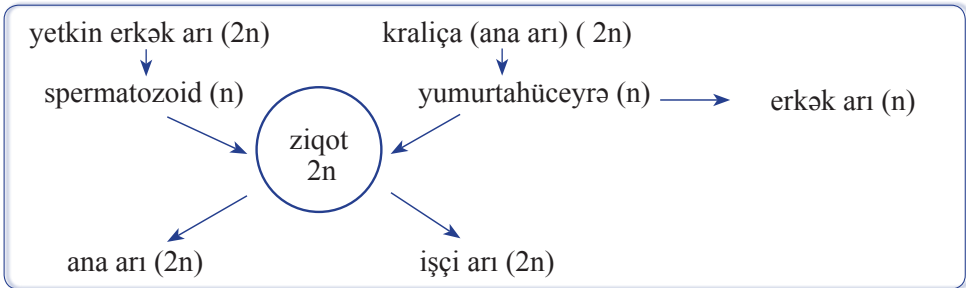 yetkin erkək arı (2n)
kraliça (ana arı) ( 2n)
spermatozoid (n)
yumurtahüceyrə (n)
erkək arı (n)
ziqot
2n
ana arı (2n)
işçi arı (2n)